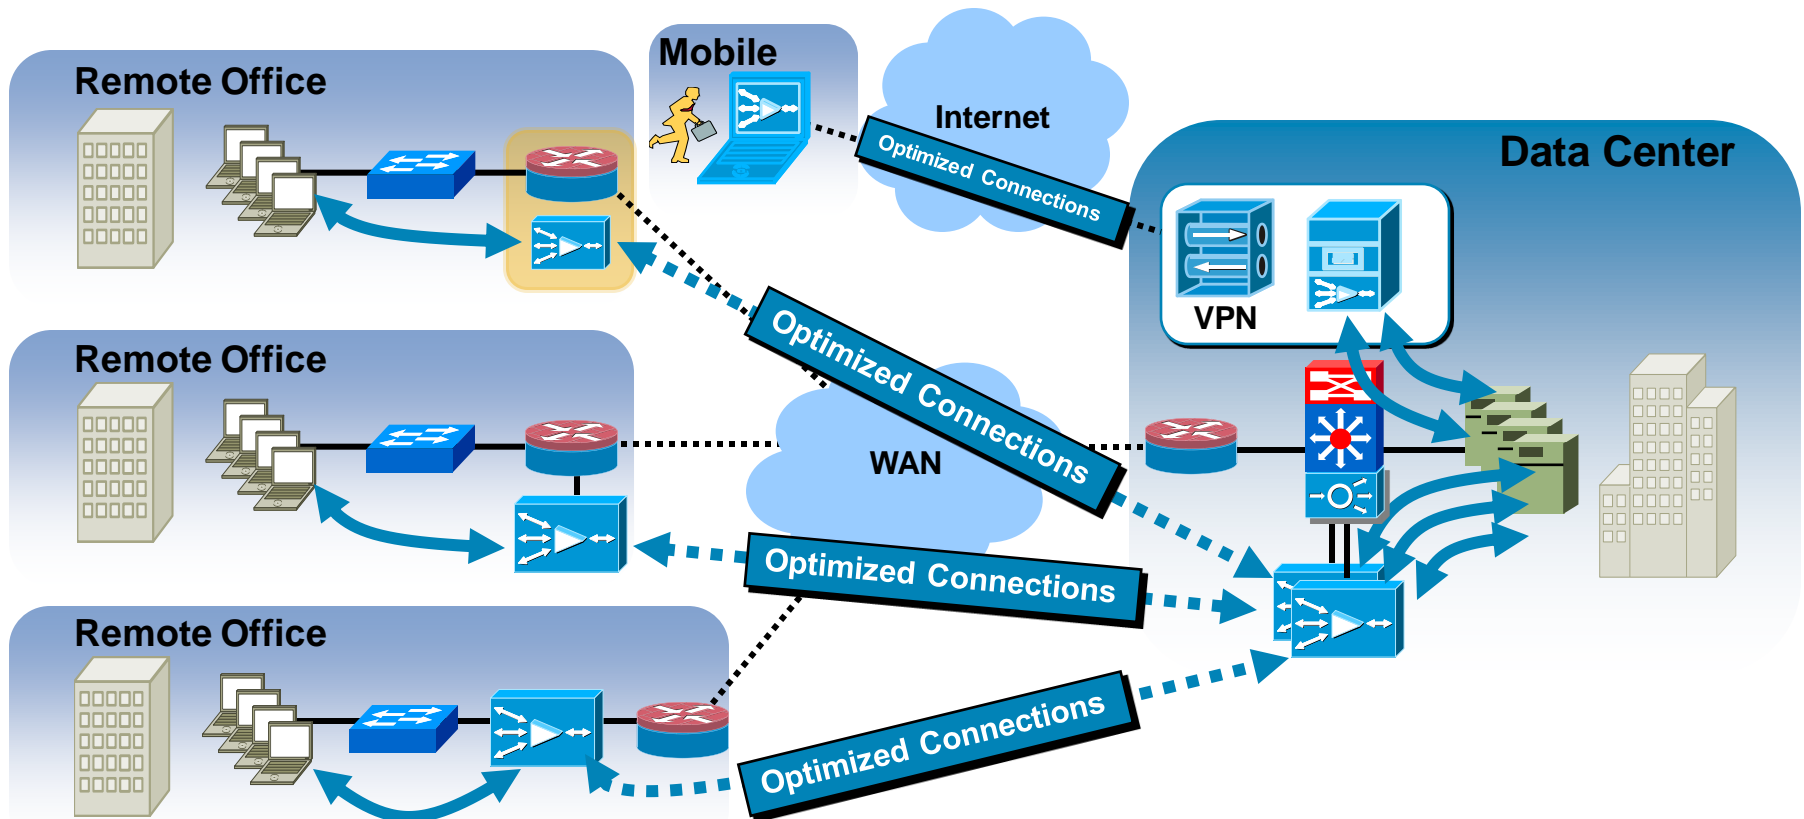 Remote Office
Mobile
Internet
Optimized Connections
Data Center
VPN
Remote Office
Optimized Connections
WAN
Optimized Connections
Remote Office
Optimized Connections